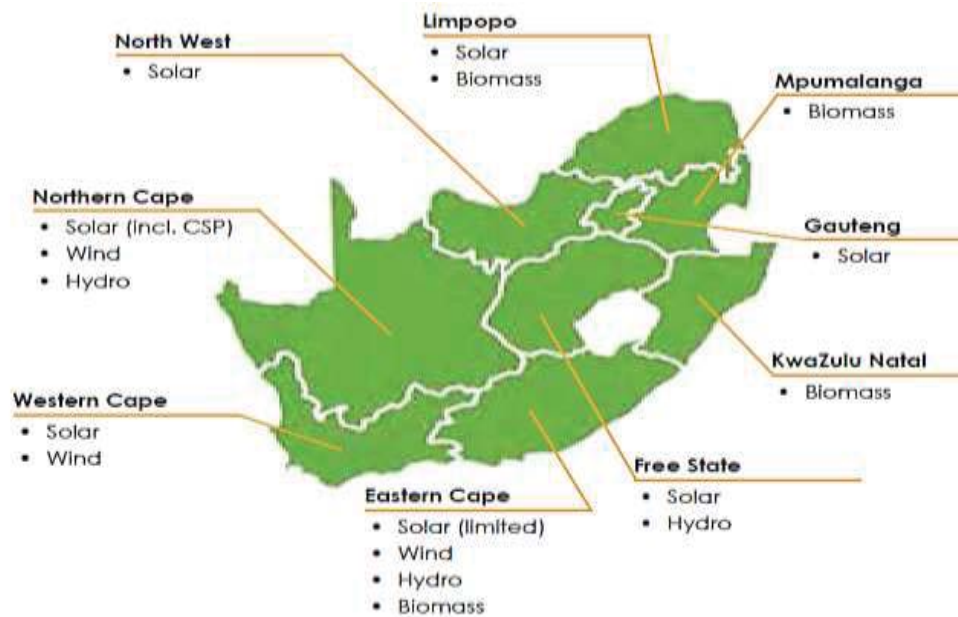 Limpopo
• Solar
• Biomass
North West
• Solar
Mpumalanga
• Biomass
Northern Cape
• Solar (incl. CSP)
• Wind
• Hydro
Gauteng
• Solar
KwaZulu Natal
• Biomass
Western Cape
• Solar
• Wind
Free State
• Solar
• Hydro
Eastern Cape
• Solar (limited)
• Wind
• Hydro
• Biomass